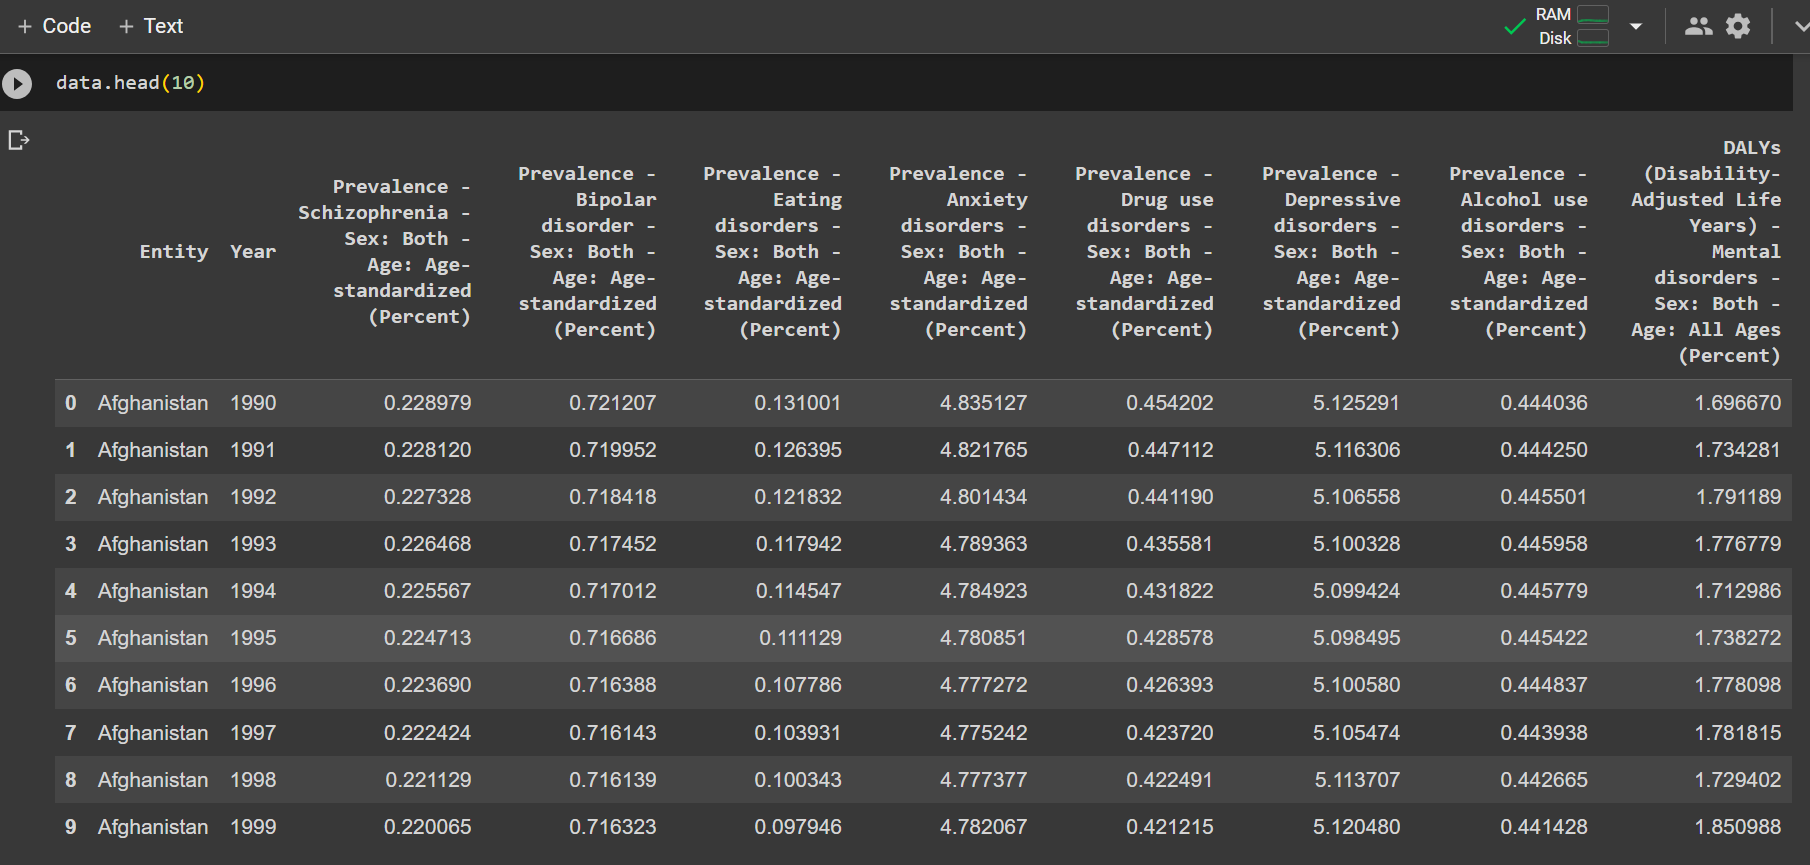 + Code + Text RAM
Disk
data.head(10)
Entity Year Prevalence - Schizophrenia - Sex: Both - Age: Age-standardized (Percent) Prevalence - Bipolar disorder - Sex: Both - Age: Age-standardized (Percent) Prevalence - Eating disorders - Sex: Both - Age: Age-standardized (Percent) Prevalence - Anxiety disorders - Sex: Both - Age: Age-standardized (Percent) Prevalence - Drug use disorders - Sex: Both - Age: Age-standardized (Percent) Prevalence - Depressive disorders - Sex: Both - Age: Age-standardized (Percent) Prevalence - Alcohol use disorders - Sex: Both - Age: Age-standardized (Percent) DALYs (Disability-Adjusted Life Years) - Mental disorders - Sex: Both - Age: All Ages (Percent)
0 Afghanistan 1990 0.228979 0.721207 0.131001 4.835127 0.454202 5.125291 0.444036 1.696670
1 Afghanistan 1991 0.228120 0.719952 0.126395 4.821765 0.447112 5.116306 0.444250 1.734281
2 Afghanistan 1992 0.227328 0.718418 0.121832 4.801434 0.441190 5.106558 0.445501 1.791189
3 Afghanistan 1993 0.226468 0.717452 0.117942 4.789363 0.435581 5.100328 0.445958 1.776779
4 Afghanistan 1994 0.225567 0.717012 0.114547 4.784923 0.431822 5.099424 0.445779 1.712986
5 Afghanistan 1995 0.224713 0.716686 0.111129 4.780851 0.428578 5.098495 0.445422 1.738272
6 Afghanistan 1996 0.223690 0.716388 0.107786 4.777272 0.426393 5.100580 0.444837 1.778098
7 Afghanistan 1997 0.222424 0.716143 0.103931 4.775242 0.423720 5.105474 0.443938 1.781815
8 Afghanistan 1998 0.221129 0.716139 0.100343 4.777377 0.422491 5.113707 0.442665 1.729402
9 Afghanistan 1999 0.220065 0.716323 0.097946 4.782067 0.421215 5.120480 0.441428 1.850988